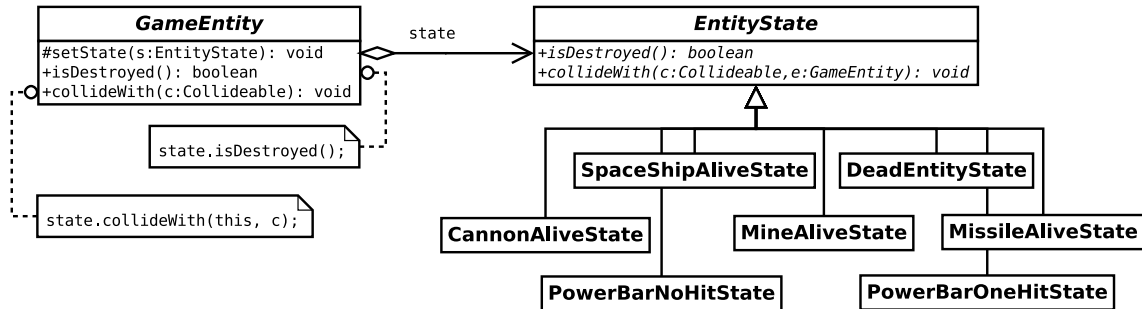 GameEntity
#setState(s:EntityState): void
+isDestroyed(): boolean
+collideWith(c:Collideable): void
state
EntityState
+isDestroyed(): boolean
+collideWith(c:Collideable,e:GameEntity): void
state.isDestroyed();
state.collideWith(this, c);
SpaceShipAliveState
DeadEntityState
CannonAliveState
MineAliveState
MissileAliveState
PowerBarNoHitState
PowerBarOneHitState